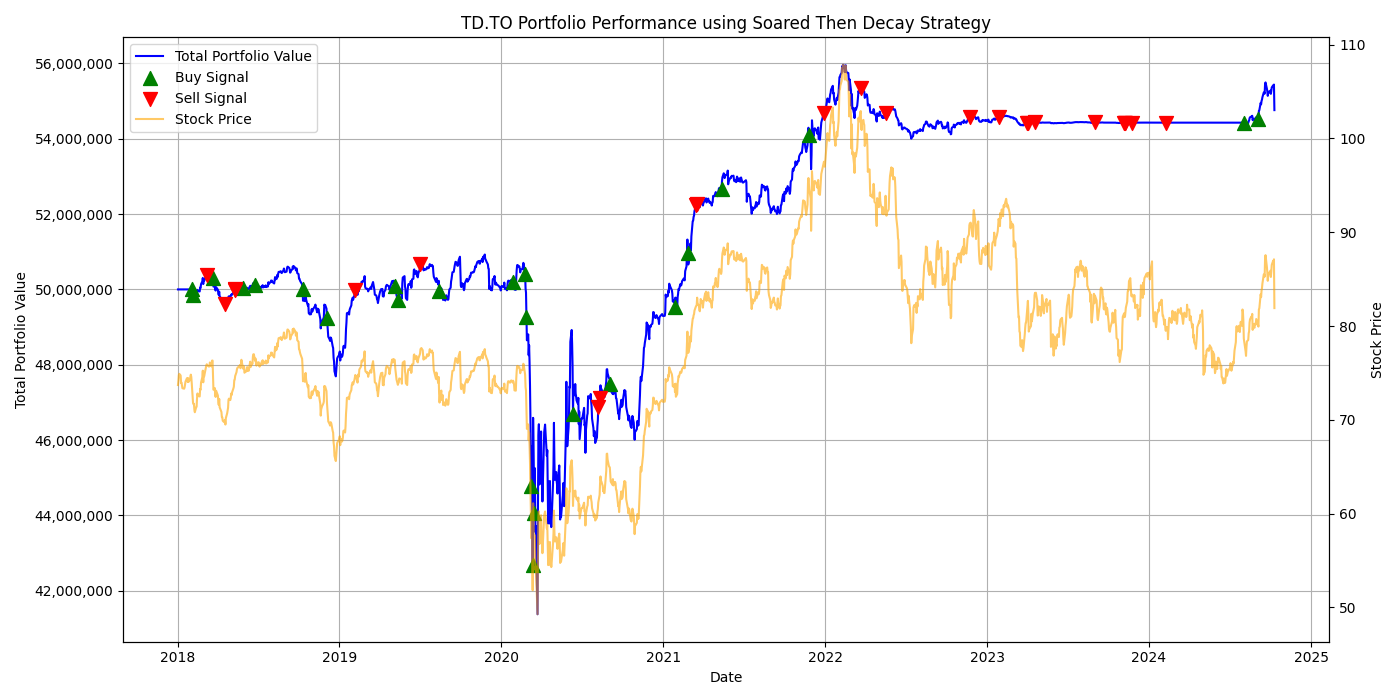 TD.TO Portfolio Performance using Soared Then Decay Strategy
Total Portfolio Value
Buy Signal
Sell Signal
Stock Price
56,000,000
54,000,000
52,000,000
50,000,000
48,000,000
46,000,000
44,000,000
42,000,000
Total Portfolio Value
110
100
90
80
70
60
50
Stock Price
2018
2019
2020
2021
2022
2023
2024
2025
Date